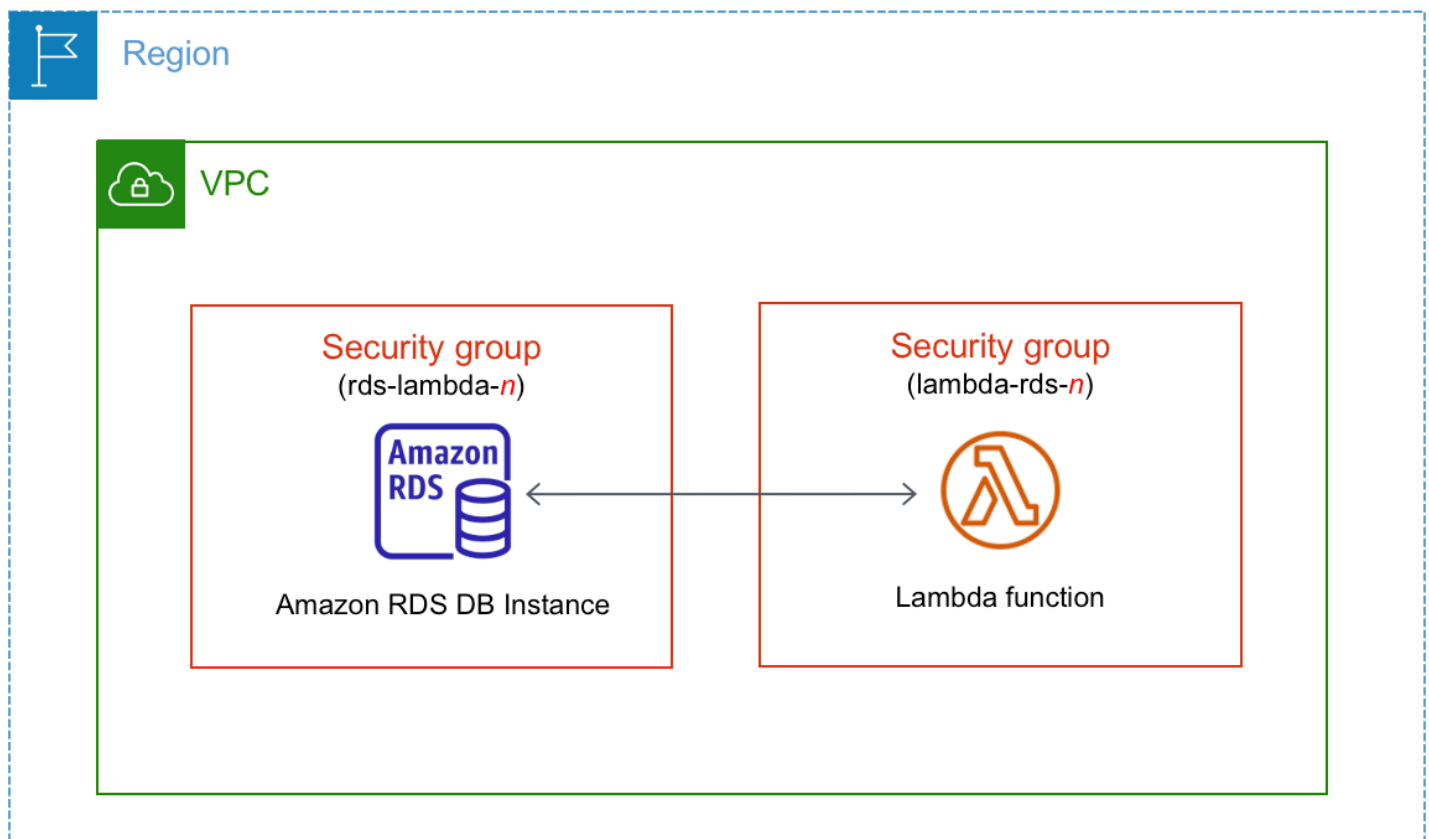 Region
VPC
Security group
(rds-lambda-n)
Amazon
RDS
Amazon RDS DB Instance
Security group
(lambda-rds-n)
Lambda function